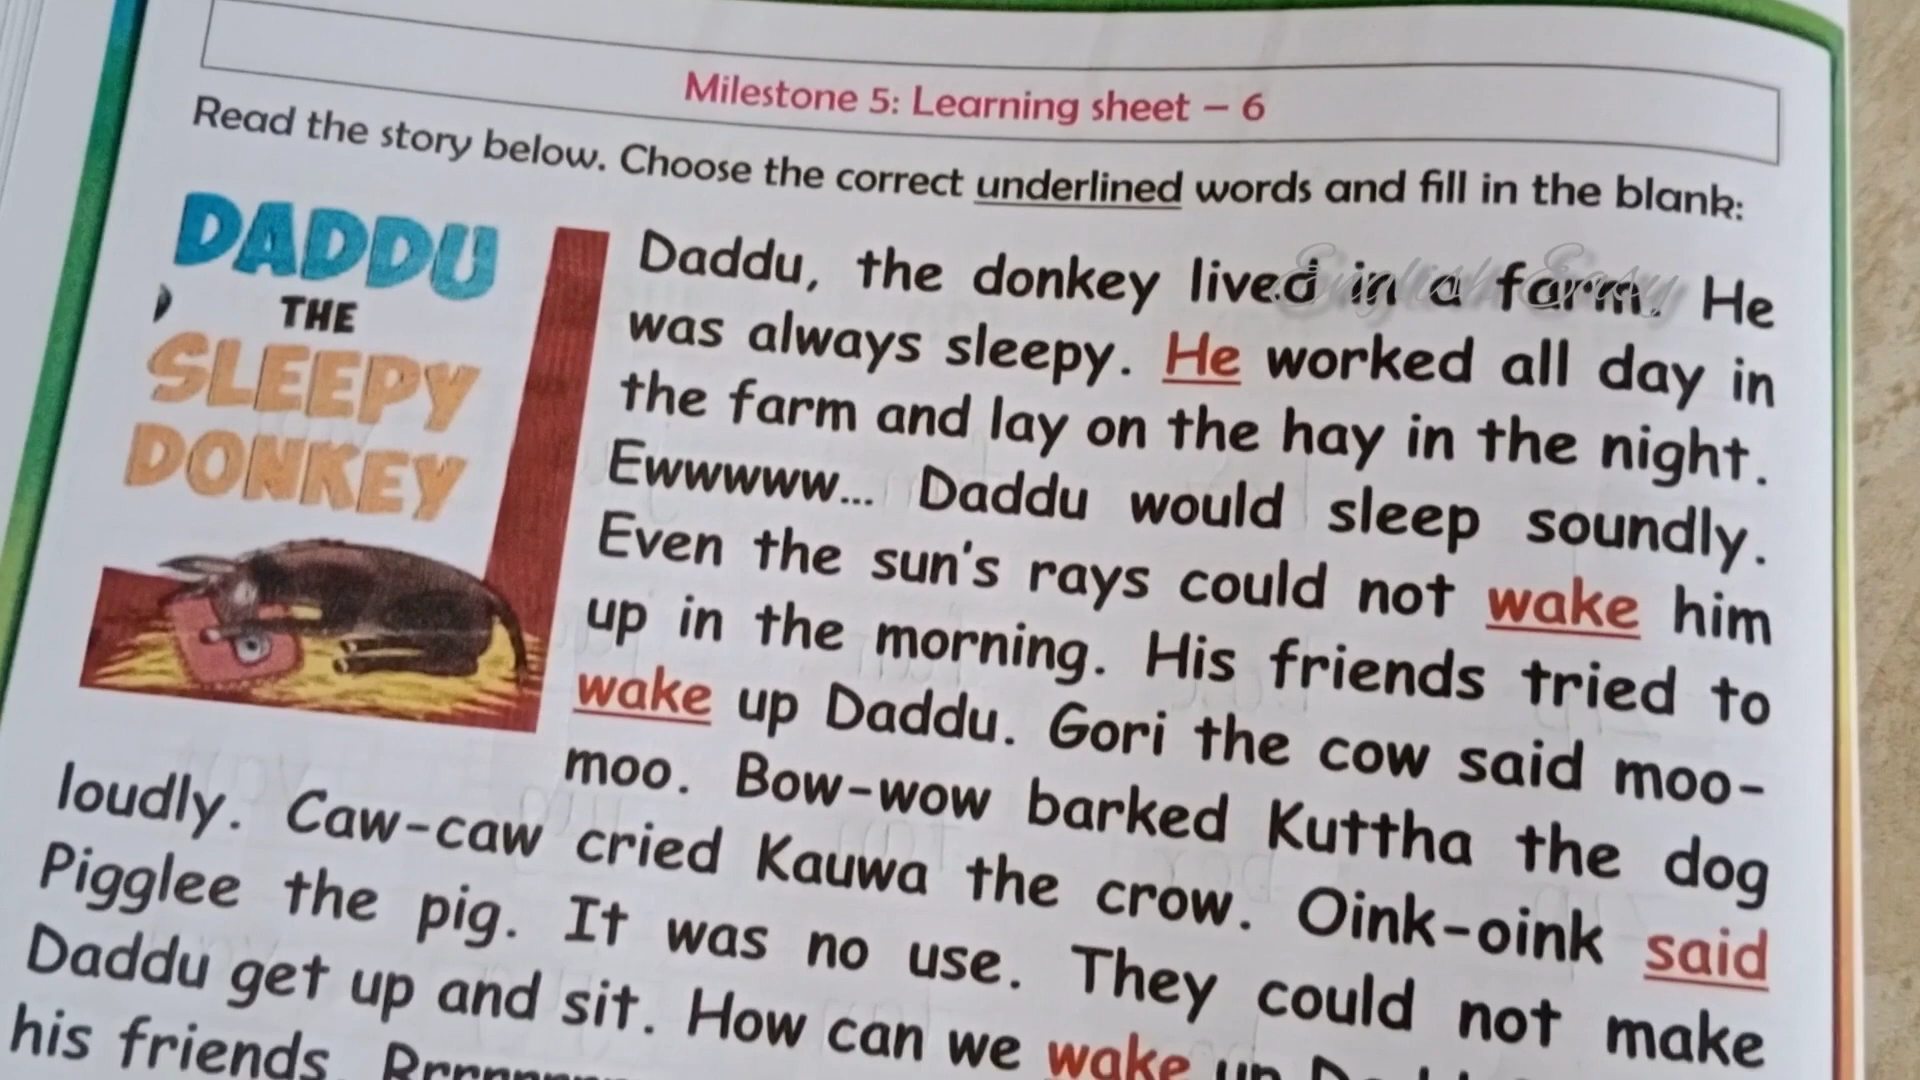 Milestone 5: Learning sheet – 6
Read the story below. Choose the correct underlined words and fill in the blank:
DADDU
THE
SLEEPY
DONKEY
Daddu, the donkey lived in a farm. He
was always sleepy. He worked all day in
the farm and lay on the hay in the night.
Ewwwww... Daddu would sleep soundly.
Even the sun's rays could not wake him
up in the morning. His friends tried to
wake up Daddu. Gori the cow said moo-
moo. Bow-wow barked Kuttha the dog
loudly. Caw-caw cried Kauwa the crow. Oink-oink said
Pigglee the pig. It was no use. They could not make
Daddu get up and sit. How can we wake up
his friends.
English Easy